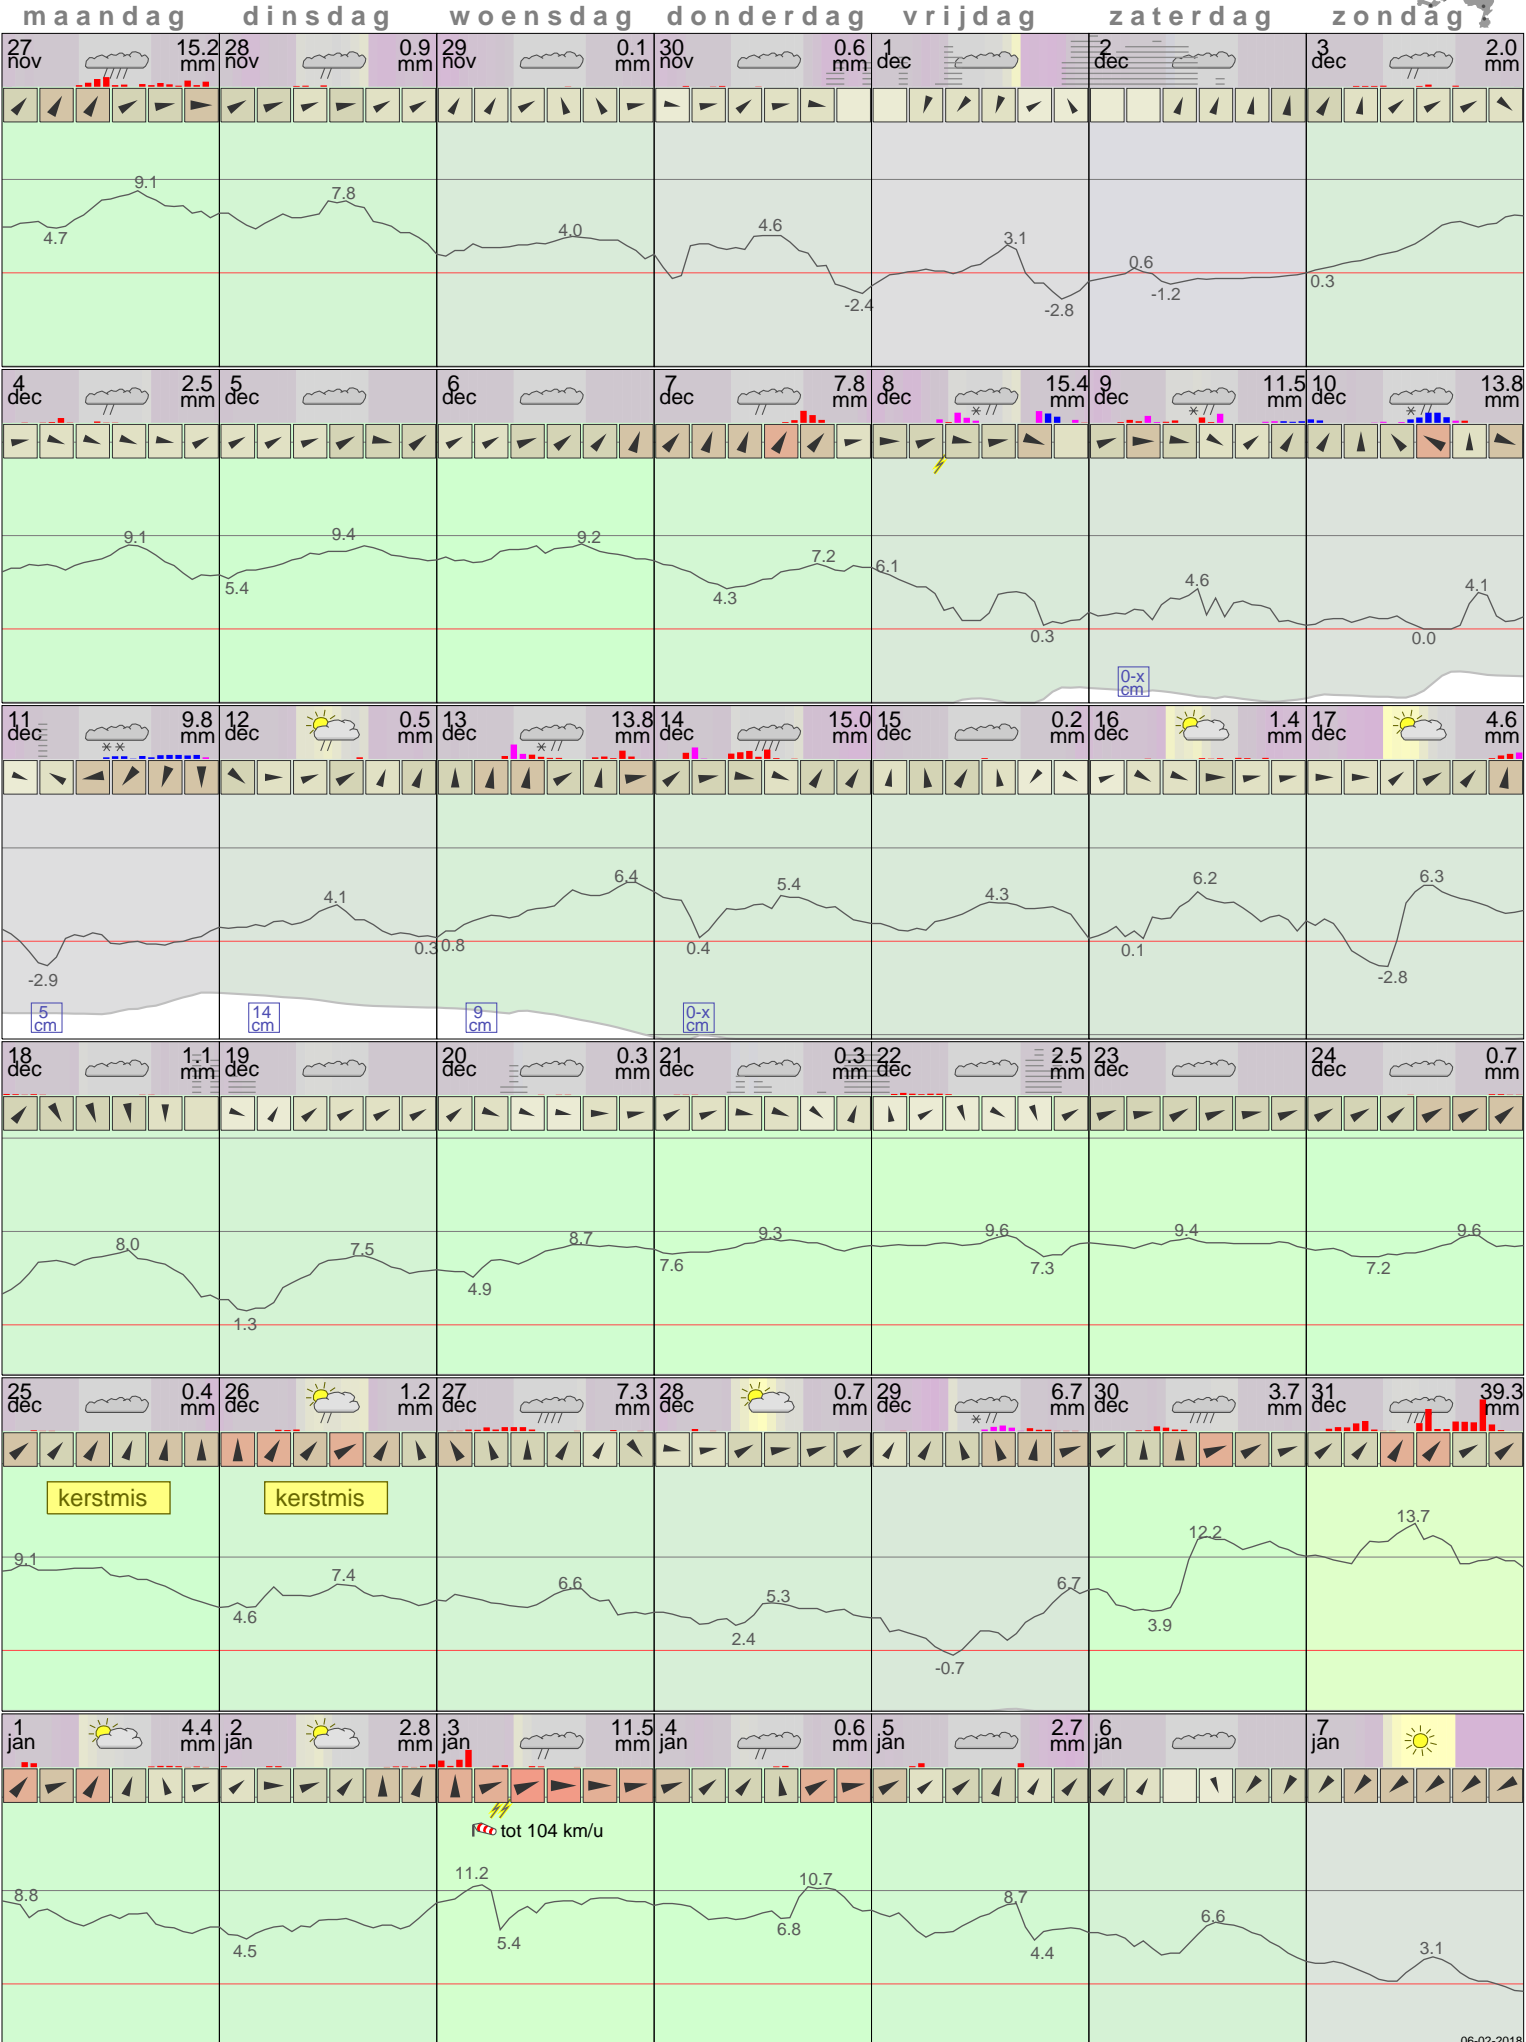 maandag dinsdag woensdag donderdag vrijdag zaterdag zondag
27 15.2 28 0.9 29 0.1 30 0.6 1 2 3 2.0
nov mm nov mm nov mm nov mm dec dec dec mm
9.1 7.8 4.0 4.6 3.1 0.6
4.7 -2.4 -2.8 -1.2 0.3
4 2.5 5 6 7 7.8 8 15.4 9 11.5 10 13.8
dec mm dec dec dec mm dec mm dec mm dec mm
9.1 9.4 9.2 7.2 6.1 4.6 4.1
5.4 4.3 0.3 0.0
0-x
cm
11 9.8 12 0.5 13 13.8 14 15.0 15 0.2 16 1.4 17 4.6
dec mm dec mm dec mm dec mm dec mm dec mm dec mm
4.1 6.4 5.4 4.3 6.2 6.3
-2.9 0.3 0.8 0.4 0.1 -2.8
5 14 9 0-x
cm cm cm cm
18 1.1 19 20 0.3 21 0.3 22 2.5 23 24 0.7
dec mm dec dec mm dec mm dec mm dec dec mm
8.0 7.5 8.7 9.3 9.6 9.4 9.6
1.3 4.9 7.6 7.3 7.2
25 0.4 26 1.2 27 7.3 28 0.7 29 6.7 30 3.7 31 39.3
dec mm dec mm dec mm dec mm dec mm dec mm dec mm
kerstmis kerstmis
9.1 7.4 6.6 5.3 6.7 12.2 13.7
4.6 2.4 -0.7 3.9
1 4.4 2 2.8 3 11.5 4 0.6 5 2.7 6 7
jan mm jan mm jan mm jan mm jan mm jan jan
tot 104 km/u
8.8 11.2 10.7 8.7 6.6 3.1
4.5 5.4 6.8 4.4
06-02-2018